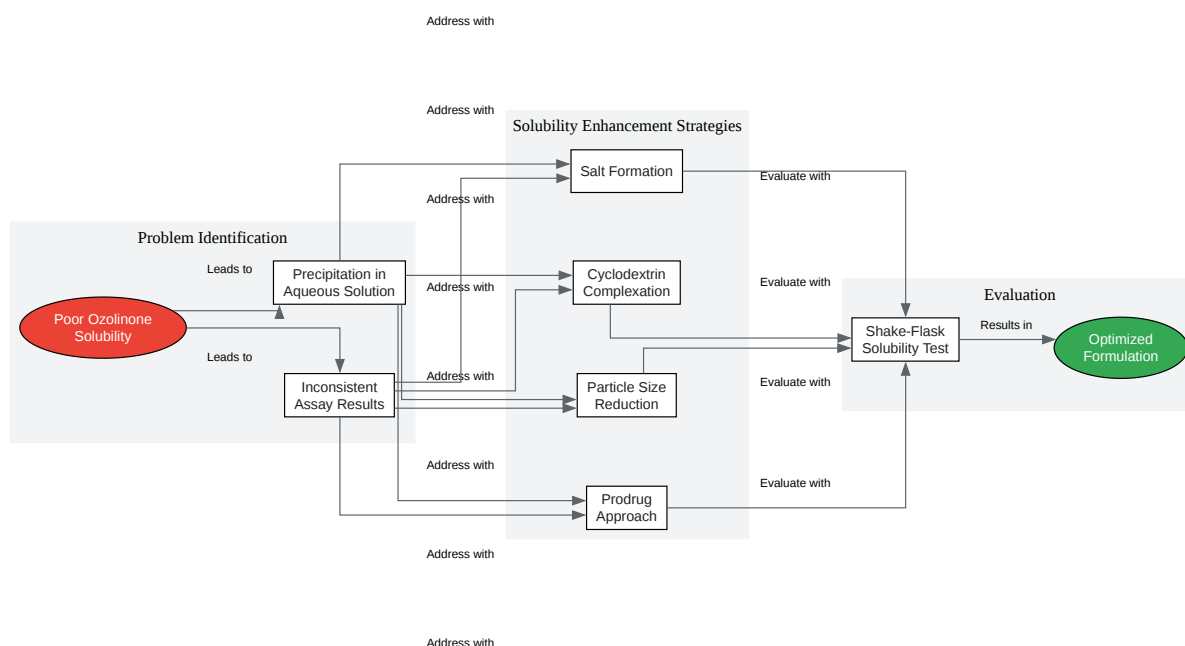 Address with
Address with
Solubility Enhancement Strategies
Salt Formation
Evaluate with
Address with
Problem Identification
Leads to
Precipitation in
Aqueous Solution
Cyclodextrin
Complexation
Evaluate with
Address with
Evaluation
Poor Ozolinone
Solubility
Shake-Flask
Solubility Test
Results in
Optimized
Formulation
Leads to
Inconsistent
Assay Results
Address with
Particle Size
Reduction
Evaluate with
Address with
Prodrug
Approach
Evaluate with
Address with
Address with